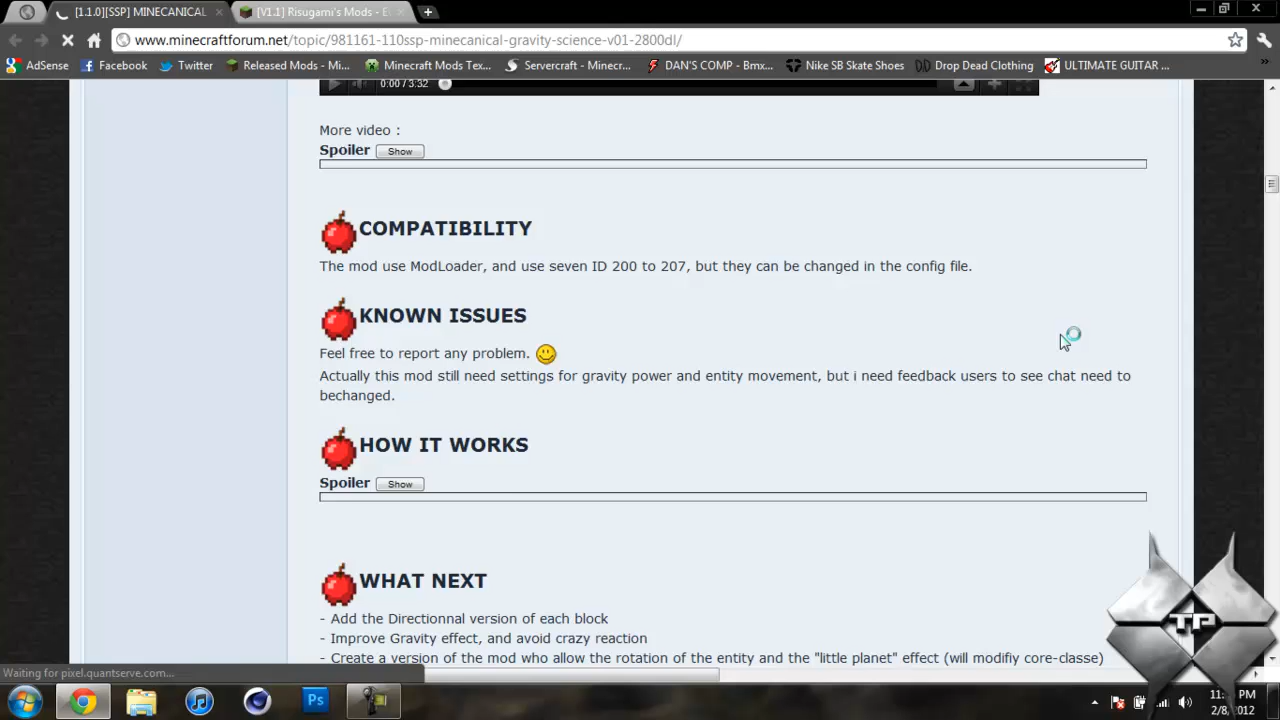 [1.1.0][SSP] MINECANICAL
[V1.1] Risugami's Mods - E
www.minecraftforum.net/topic/981161-110ssp-minecanical-gravity-science-v01-2800dl/
AdSense
Facebook
Twitter
Released Mods - Min...
Minecraft Mods Tex...
Servercraft - Minecr...
DAN'S COMP - Bmx...
Nike SB Skate Shoes
Drop Dead Clothing
ULTIMATE GUITAR ...
0:00 / 3:32
More video :
Spoiler Show
COMPATIBILITY
The mod use ModLoader, and use seven ID 200 to 207, but they can be changed in the config file.
KNOWN ISSUES
Feel free to report any problem.
Actually this mod still need settings for gravity power and entity movement, but i need feedback users to see chat need to
bechanged.
HOW IT WORKS
Spoiler Show
WHAT NEXT
- Add the Directionnal version of each block
- Improve Gravity effect, and avoid crazy reaction
- Create a version of the mod who allow the rotation of the entity and the "little planet" effect (will modifiy core-classe)
Waiting for pixel.quantserve.com...
TP
Ps
PM
2/8/2012